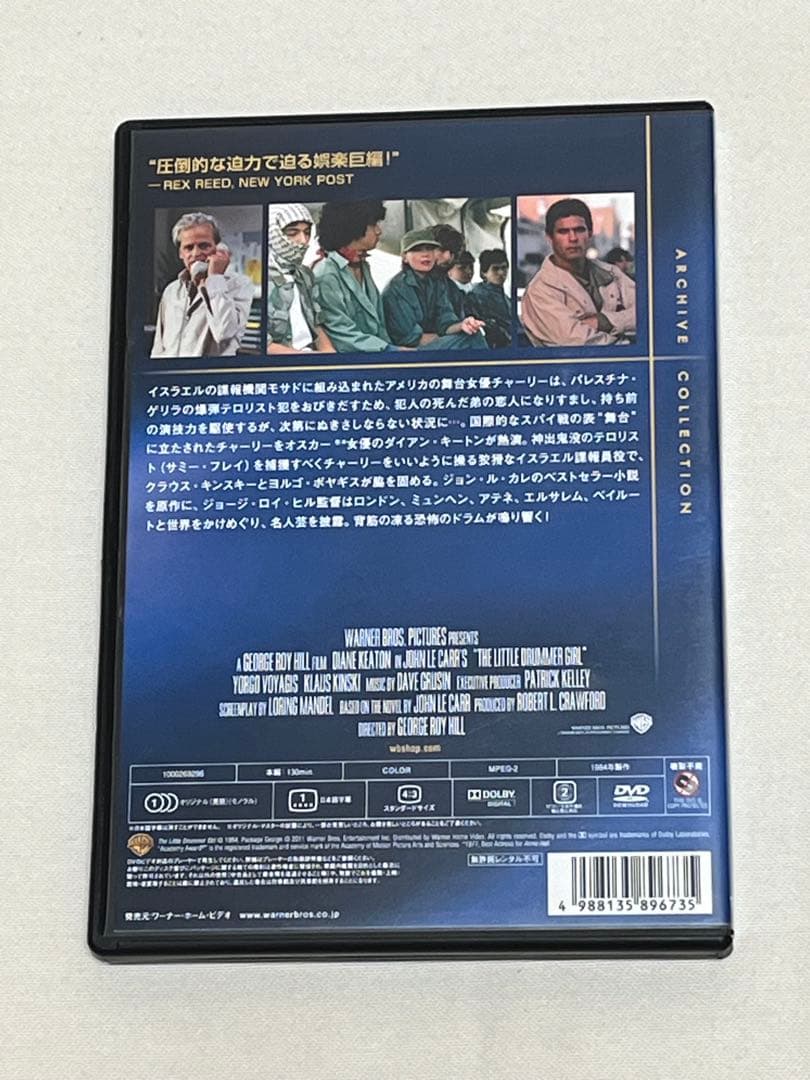 “圧倒的な迫力で迫る娯楽巨編!”
— REX REED, NEW YORK POST
ARCHIVE COLLECTION
イスラエルの諜報機関モサドに組み込まれたアメリカの舞台女優チャーリーは、パレスチナ・
ゲリラの爆弾テロリスト犯をおびきだすため、犯人の死んだ弟の恋人になりすまし、持ち前
の演技力を駆使するが、次第にぬきさしならない状況に…。国際的なスパイ戦の裏“舞台”
に立たされたチャーリーをオスカー®*女優のダイアン・キートンが熱演。神出鬼没のテロリス
ト(サミー・フレイ)を捕獲すべくチャーリーをいいように操る狡猾なイスラエル諜報員役で、
クラウス・キンスキーとヨルゴ・ボヤギスが脇を固める。ジョン・ル・カレのベストセラー小説
を原作に、ジョージ・ロイ・ヒル監督はロンドン、ミュンヘン、アテネ、エルサレム、ベイルー
トと世界をかけめぐり、名人芸を披露。背筋の凍る恐怖のドラムが鳴り響く!
WARNER BROS. PICTURES PRESENTS
A GEORGE ROY HILL FILM DIANE KEATON IN JOHN LE CARR'S "THE LITTLE DRUMMER GIRL"
YORGO VOYAGIS KLAUS KINSKI MUSIC BY DAVE GRUSIN EXECUTIVE PRODUCER PATRICK KELLEY
SCREENPLAY BY LORING MANDEL BASED ON THE NOVEL BY JOHN LE CARR PRODUCED BY ROBERT L. CRAWFORD
DIRECTED BY GEORGE ROY HILL
wbshop.com
1000269296 本編:130min COLOR MPEG-2 1984年製作 複製不能
1 オリジナル(英語)(モノラル) 1 日本語字幕 4:3 スタンダードサイズ DOLBY DIGITAL 2 DVD
無許諾レンタル不可
発売元:ワーナー・ホーム・ビデオ www.warnerbros.co.jp
4 988135 896735